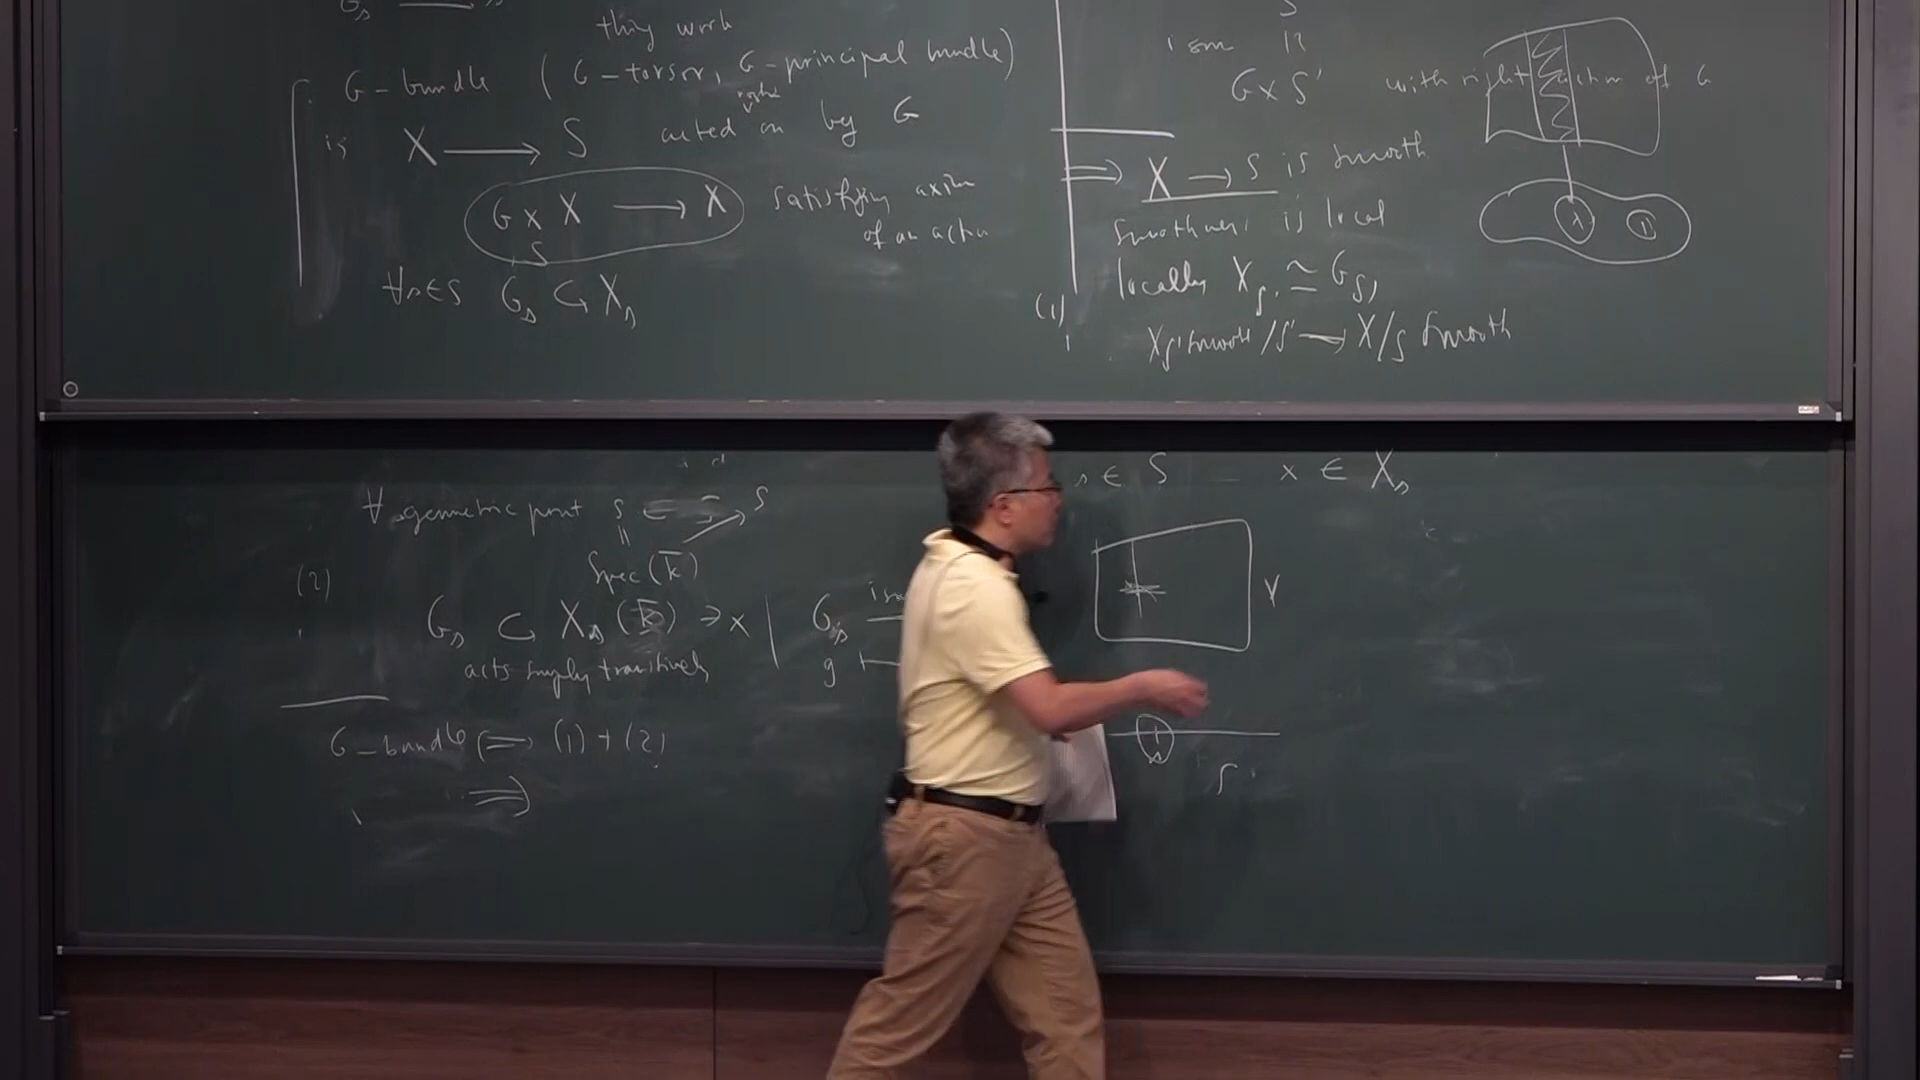 G_s →
thing work
G-bundle (G-torsor, G-principal bundle)
right
is X → S acted on by G
G × X → X satisfying axiom
S
of an action
∀s∈S G_s ⊂ X_s
S
ism
G × S' with right action of G
⇒ X → S is smooth
smoothness is local
locally X_S' ≃ G_S'
(1)
X_S' smooth/S' → X/S smooth
∀ geometric point s S
Spec(k̄)
(2)
G_s ⊂ X_s(k̄) ∋ x | G_s
acts simply transitively g ↦
G-bundle ⇔ (1) + (2)
⇒
s ∈ S x ∈ X_s
X
s
S